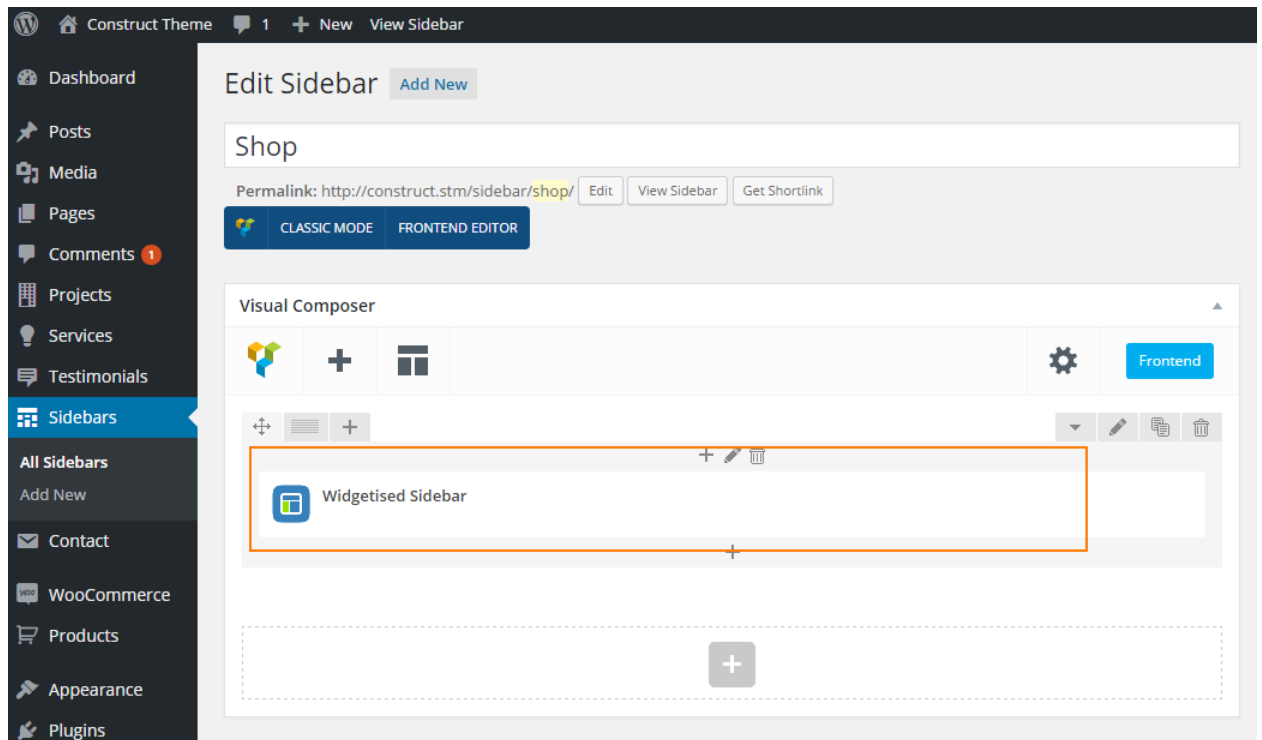 Construct Theme 1 New View Sidebar
Dashboard
Posts
Media
Pages
Comments 1
Projects
Services
Testimonials
Sidebars
All Sidebars
Add New
Contact
WOO WooCommerce
Products
Appearance
Plugins
Edit Sidebar Add New
Shop
Permalink: http://construct.stm/sidebar/shop/ Edit View Sidebar Get Shortlink
CLASSIC MODE FRONTEND EDITOR
Visual Composer
Frontend
Widgetised Sidebar